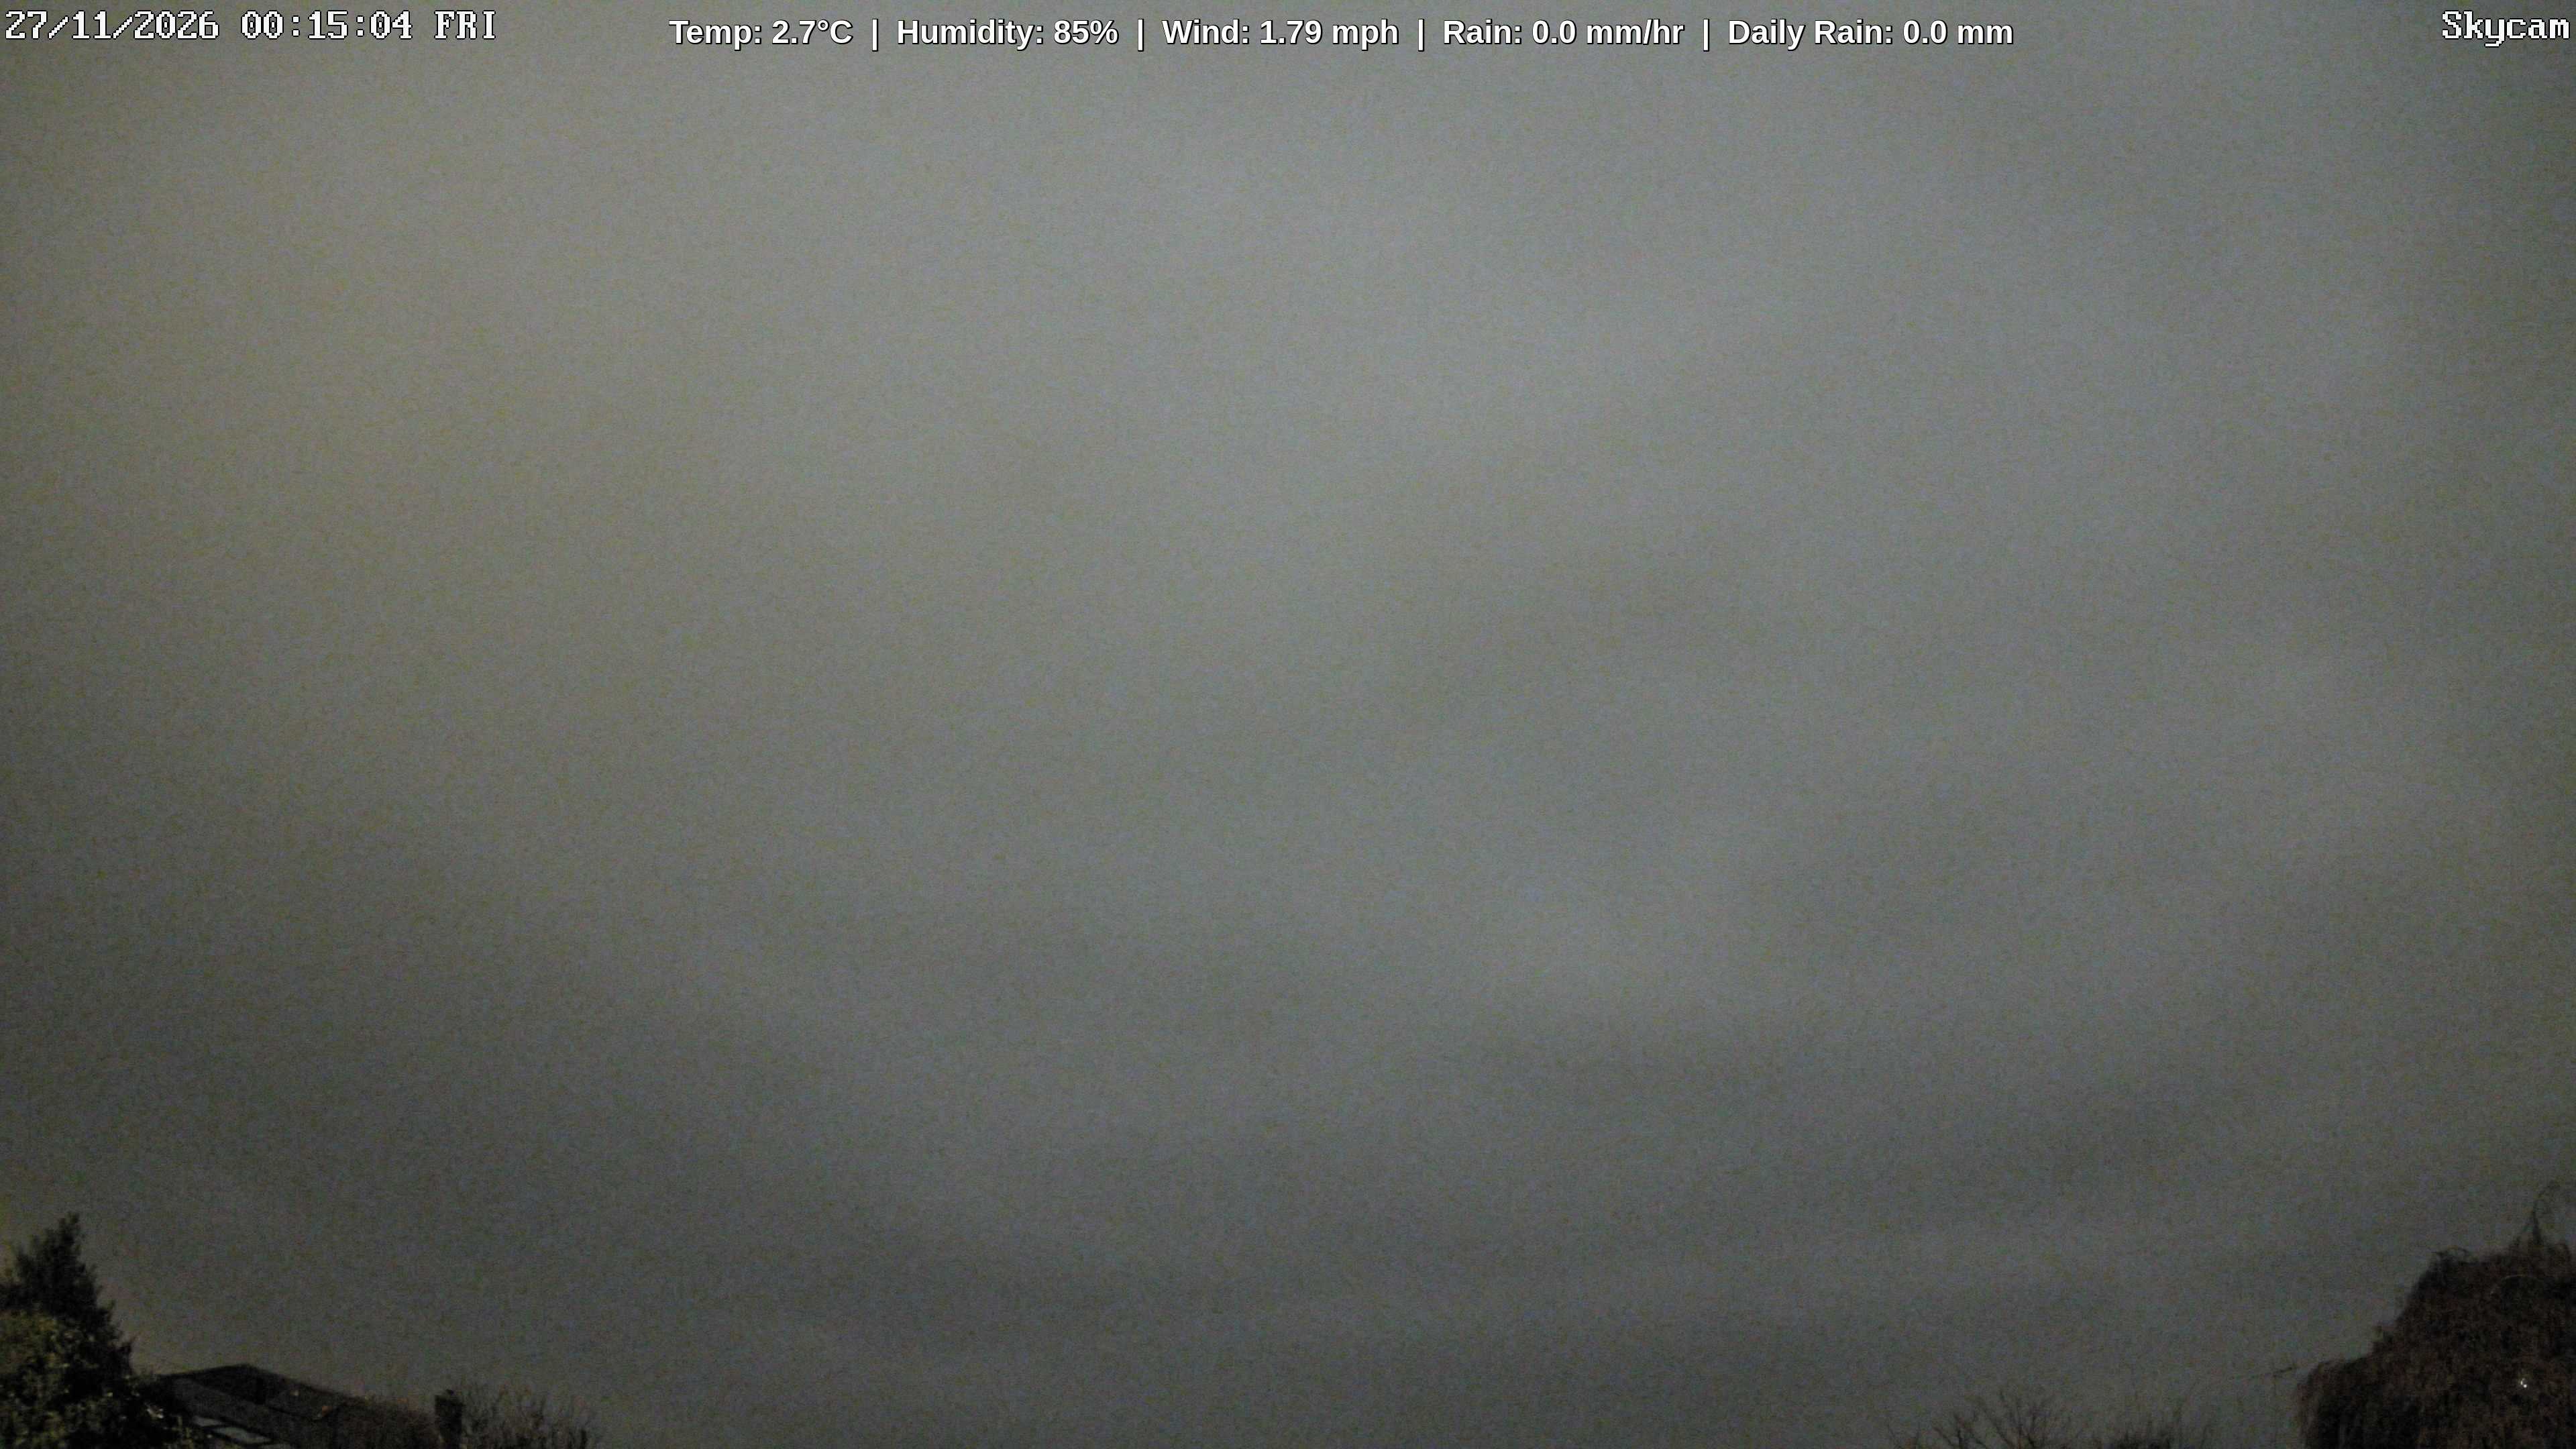 27/11/2026 00:15:04 FRI
Temp: 2.7°C | Humidity: 85% | Wind: 1.79 mph | Rain: 0.0 mm/hr | Daily Rain: 0.0 mm
Skycam